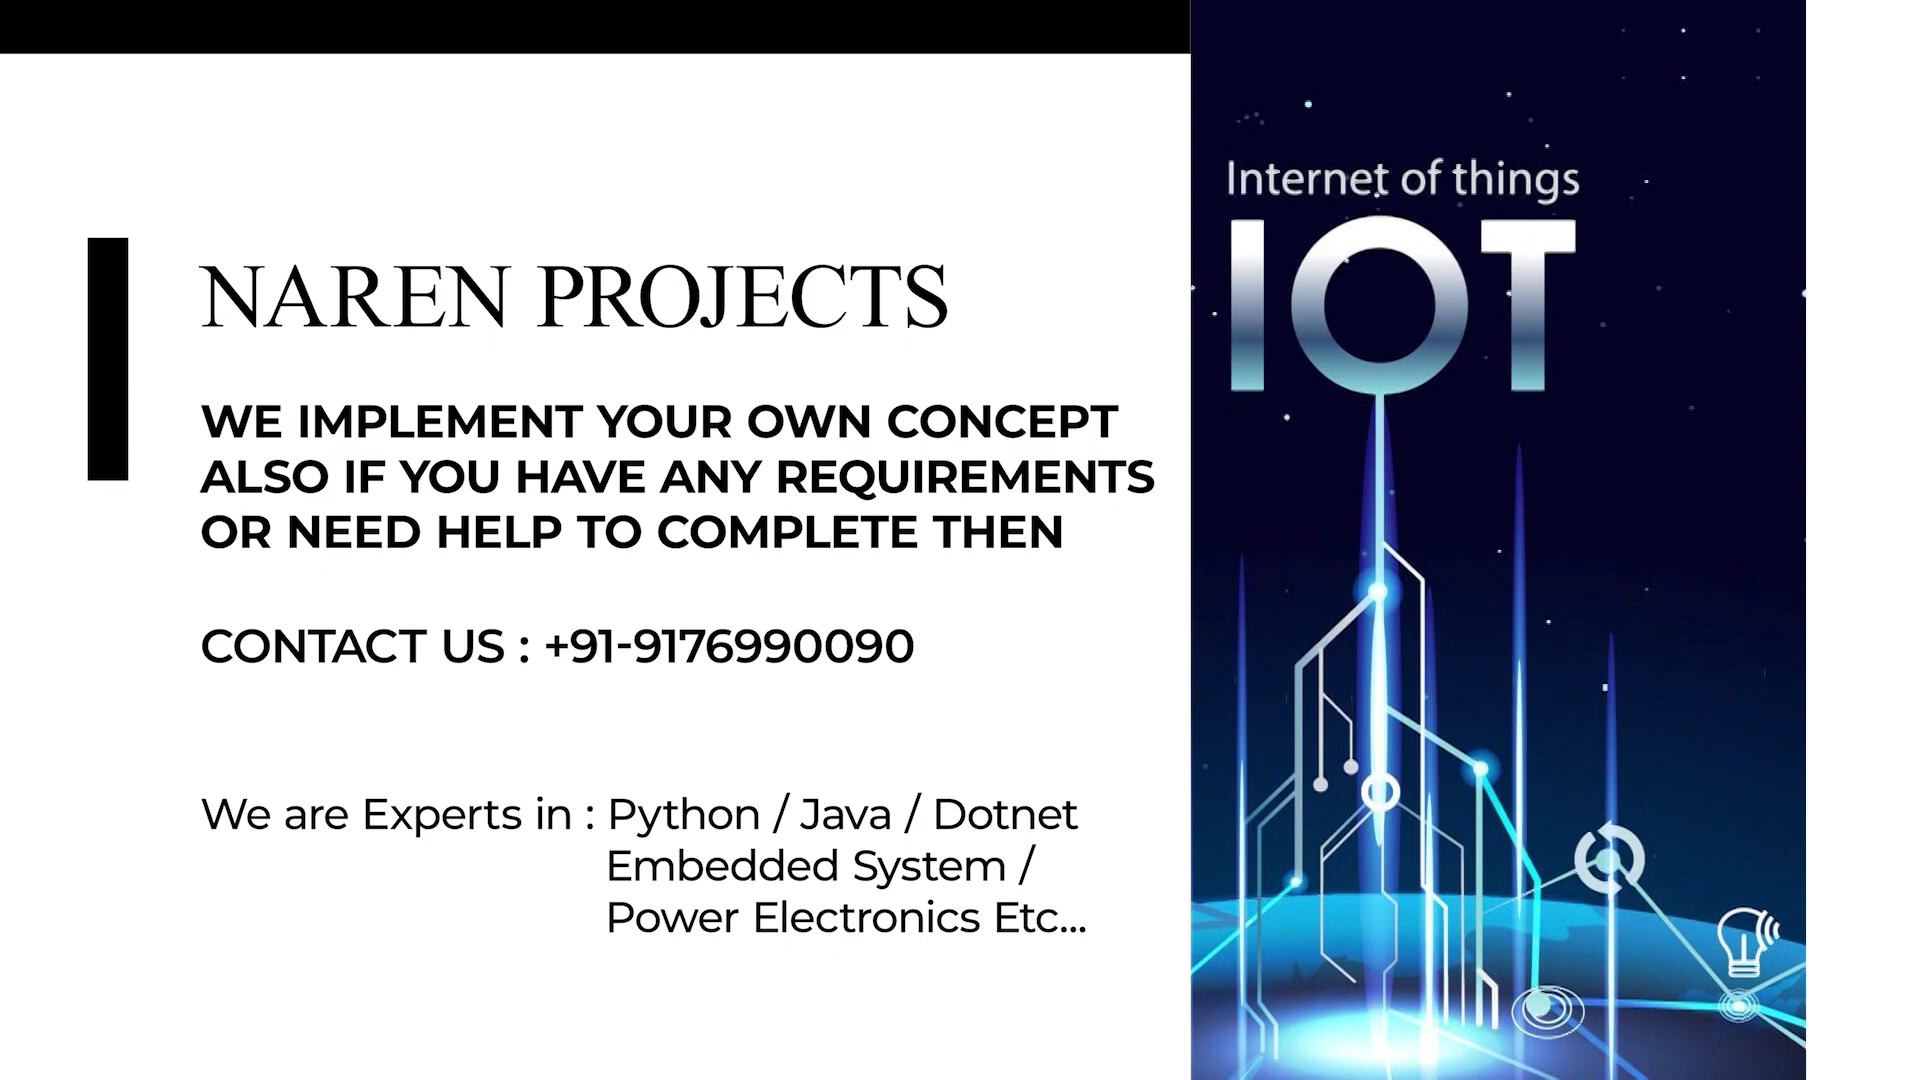 NAREN PROJECTS
WE IMPLEMENT YOUR OWN CONCEPT
ALSO IF YOU HAVE ANY REQUIREMENTS
OR NEED HELP TO COMPLETE THEN
CONTACT US : +91-9176990090
We are Experts in : Python / Java / Dotnet
Embedded System /
Power Electronics Etc...
Internet of things
IOT